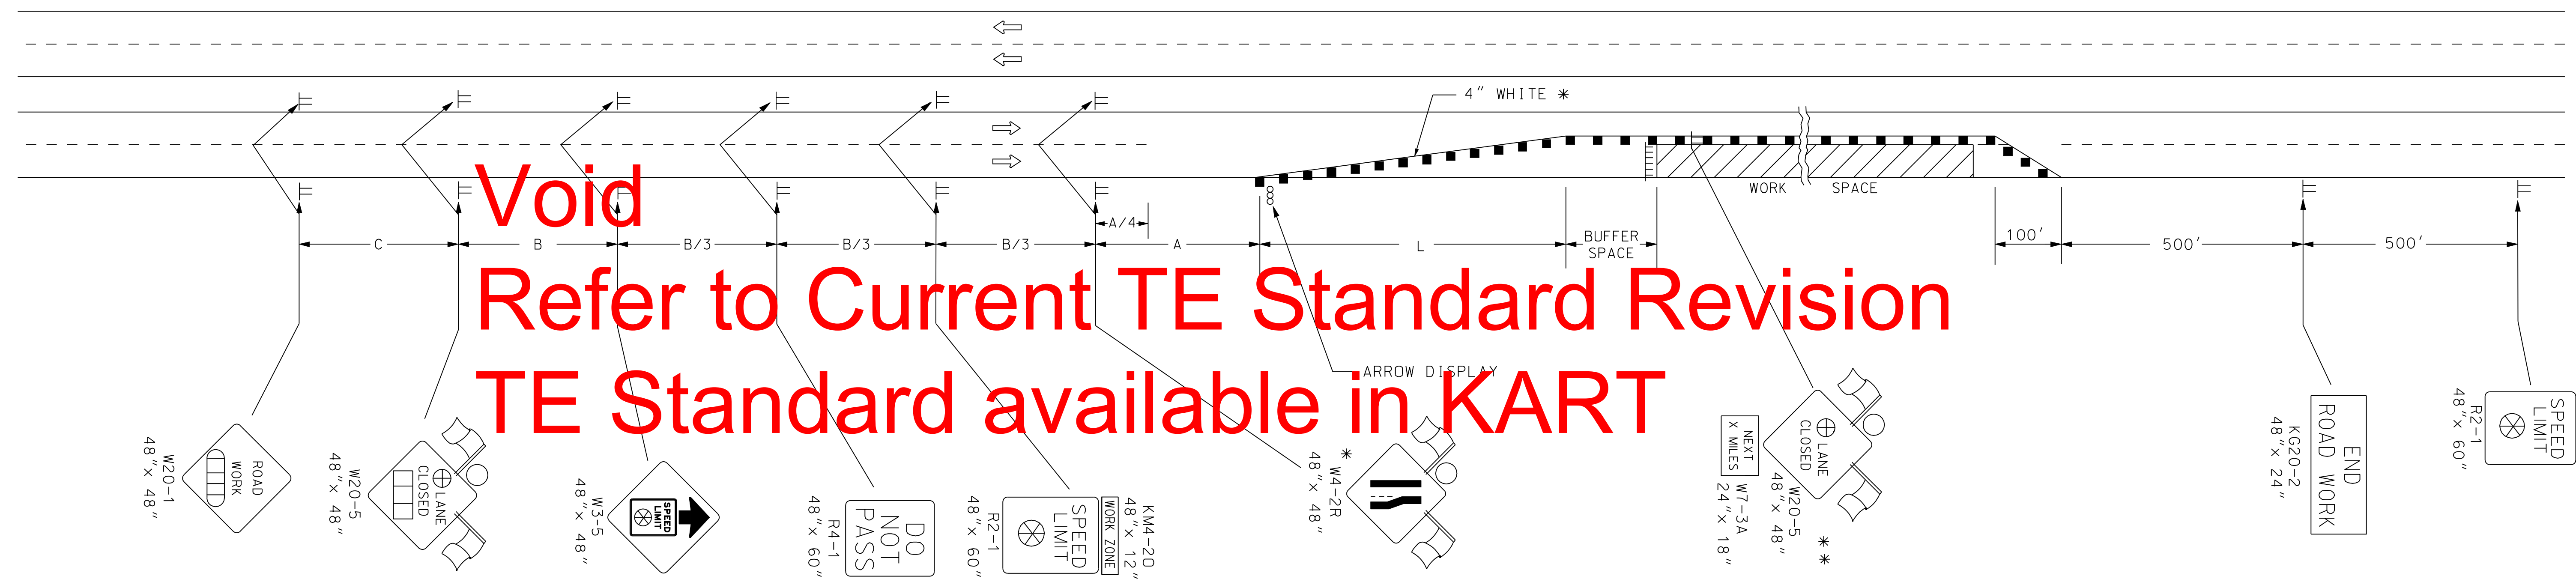 4" WHITE *
WORK SPACE
A/4
C
B
B/3
B/3
B/3
A
L
BUFFER
SPACE
100'
500'
500'
Void
Refer to Current TE Standard Revision
TE Standard available in KART
ARROW DISPLAY
ROAD
WORK
W20-1
48"x 48"
LANE
CLOSED
W20-5
48"x 48"
SPEED
LIMIT
W3-5
48"x 48"
DO
NOT
PASS
R4-1
48"x 60"
KM4-20
48"x 12"
WORK ZONE
SPEED
LIMIT
R2-1
48"x 60"
*
W4-2R
48"x 48"
LANE
CLOSED
W20-5 **
48"x 48"
NEXT
X MILES
W7-3A
24"x 18"
END
ROAD WORK
KG20-2
48"x 24"
SPEED
LIMIT
R2-1
48"x 60"